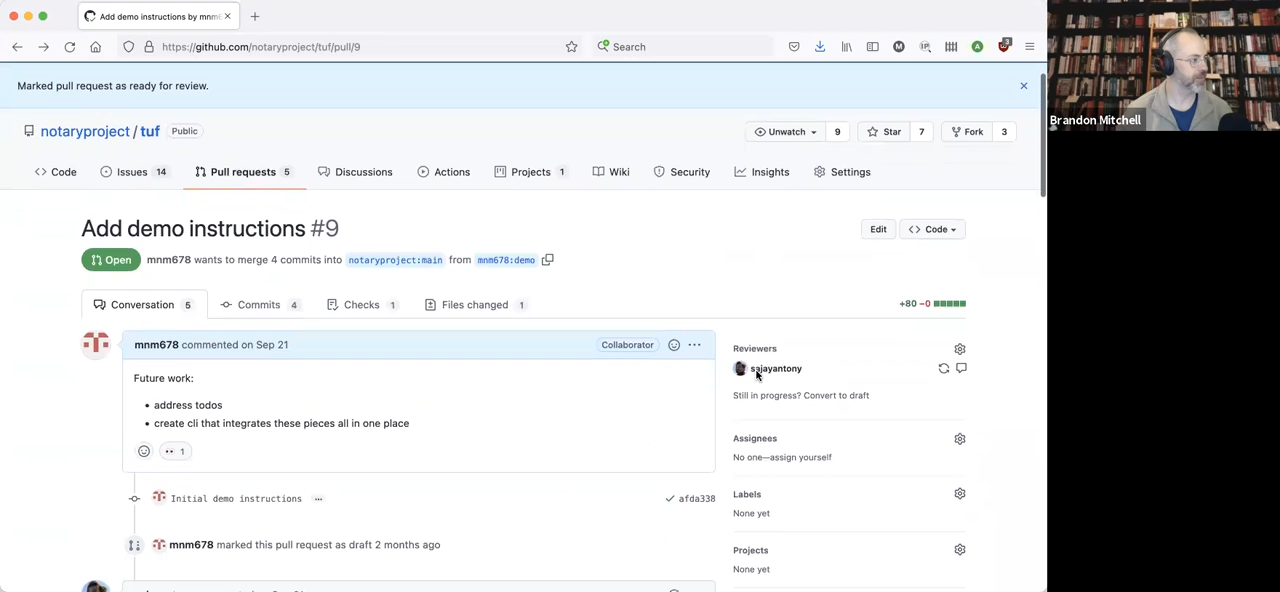 Add demo instructions by mnm6
https://github.com/notaryproject/tuf/pull/9
Search
3
Marked pull request as ready for review.
notaryproject / tuf Public
Unwatch 9
Star 7
Fork 3
Code
Issues 14
Pull requests 5
Discussions
Actions
Projects 1
Wiki
Security
Insights
Settings
Add demo instructions #9
Edit
Code
Open
mnm678 wants to merge 4 commits into notaryproject:main from mnm678:demo
Conversation 5
Commits 4
Checks 1
Files changed 1
+80 −0
mnm678 commented on Sep 21
Collaborator
Future work:
• address todos
• create cli that integrates these pieces all in one place
1
Initial demo instructions
afda338
mnm678 marked this pull request as draft 2 months ago
Reviewers
sajayantony
Still in progress? Convert to draft
Assignees
No one—assign yourself
Labels
None yet
Projects
None yet
Brandon Mitchell